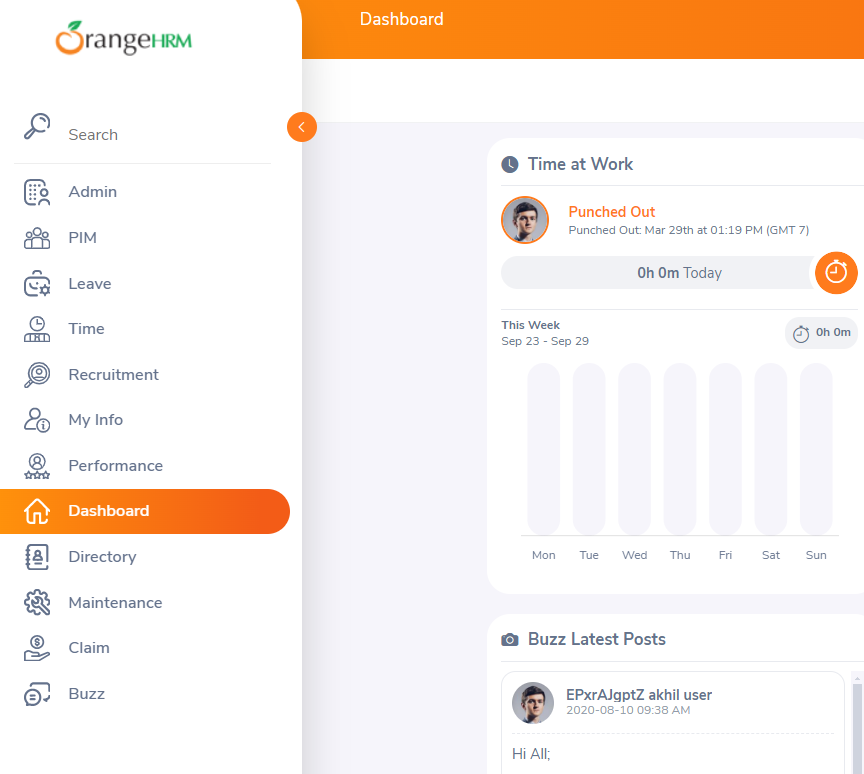 OrangeHRM
Dashboard
Search
Admin
PIM
Leave
Time
Recruitment
My Info
Performance
Dashboard
Directory
Maintenance
Claim
Buzz
Time at Work
Punched Out
Punched Out: Mar 29th at 01:19 PM (GMT 7)
0h 0m Today
This Week
Sep 23 - Sep 29
0h 0m
Mon Tue Wed Thu Fri Sat Sun
Buzz Latest Posts
EPxrAJgptZ akhil user
2020-08-10 09:38 AM
Hi All;